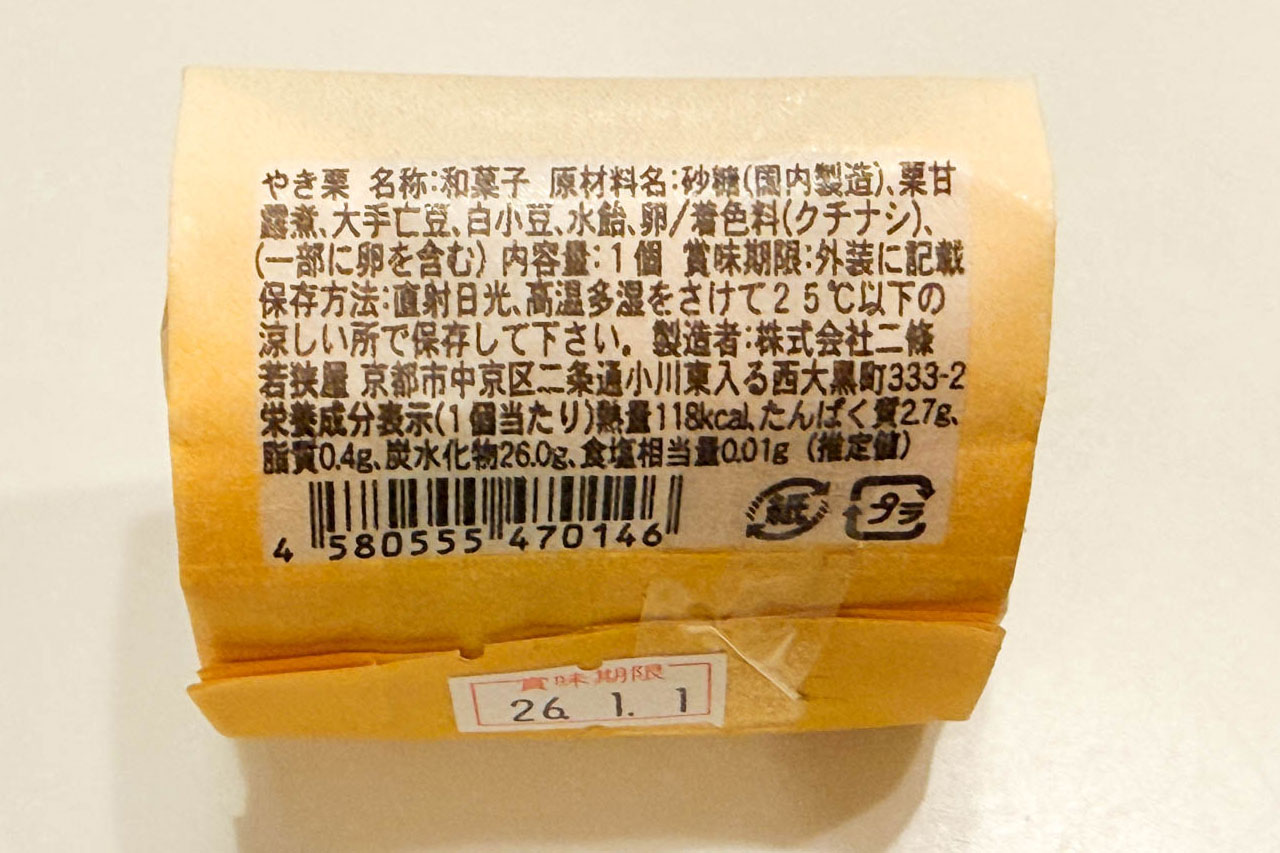 やき栗 名称:和菓子 原材料名:砂糖(国内製造)、栗甘
露煮、大手亡豆、白小豆、水飴、卵/着色料(クチナシ)、
(一部に卵を含む) 内容量:1個 賞味期限:外装に記載
保存方法:直射日光、高温多湿をさけて25℃以下の
涼しい所で保存して下さい。製造者:株式会社二條
若狭屋 京都市中京区二条通小川東入る西大黒町333-2
栄養成分表示(1個当たり)熱量118kcal、たんぱく質2.7g、
脂質0.4g、炭水化物26.0g、食塩相当量0.01g (推定値)
紙 プラ
4 580555 470146
賞味期限
26. 1. 1